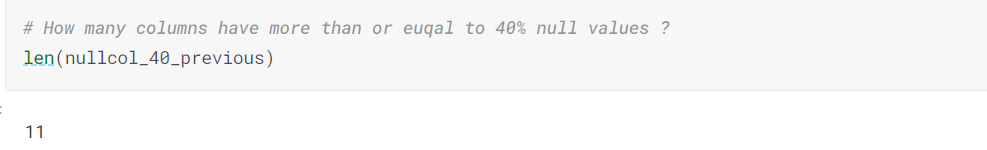 # How many columns have more than or euqal to 40% null values ?
len(nullcol_40_previous)
11